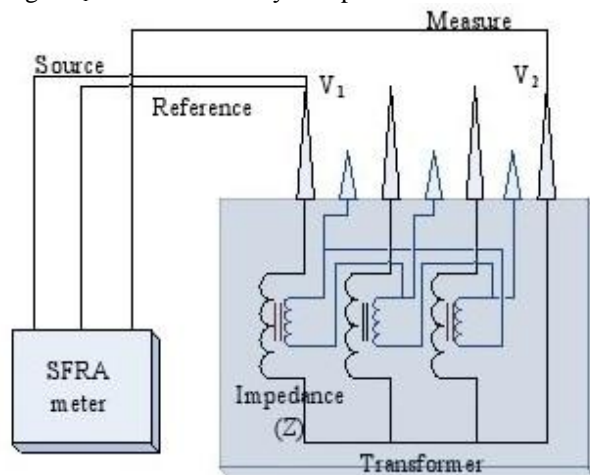 Measure
Source
V1
V2
Reference
SFRA
meter
Impedance
(Z)
Transformer